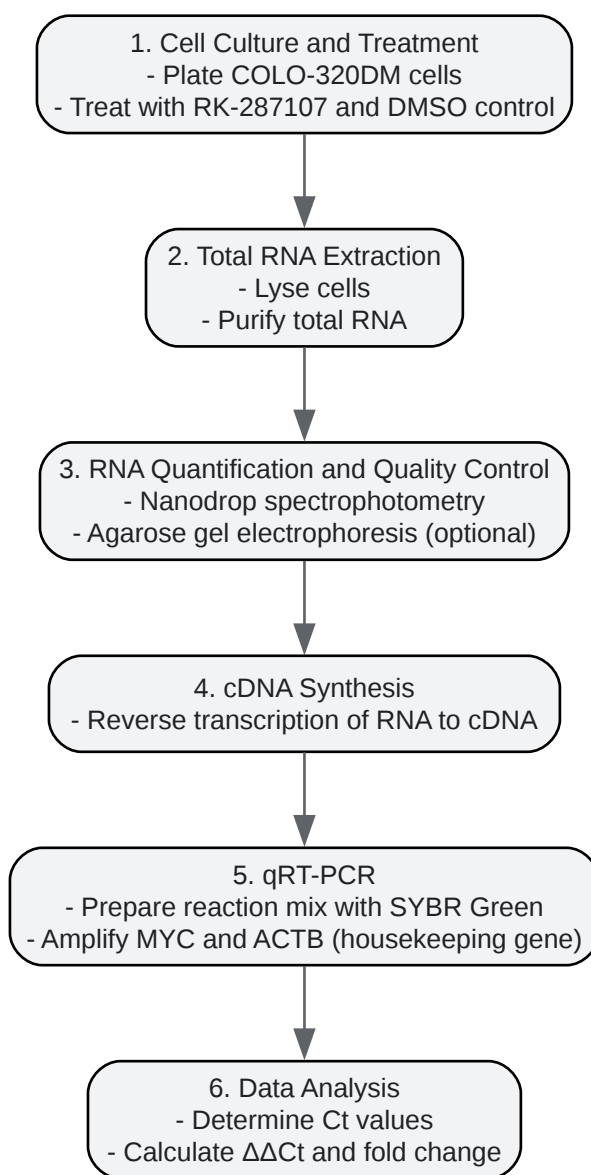 1. Cell Culture and Treatment
- Plate COLO-320DM cells
- Treat with RK-287107 and DMSO control
2. Total RNA Extraction
- Lyse cells
- Purify total RNA
3. RNA Quantification and Quality Control
- Nanodrop spectrophotometry
- Agarose gel electrophoresis (optional)
4. cDNA Synthesis
- Reverse transcription of RNA to cDNA
5. qRT-PCR
- Prepare reaction mix with SYBR Green
- Amplify MYC and ACTB (housekeeping gene)
6. Data Analysis
- Determine Ct values
- Calculate ΔΔCt and fold change